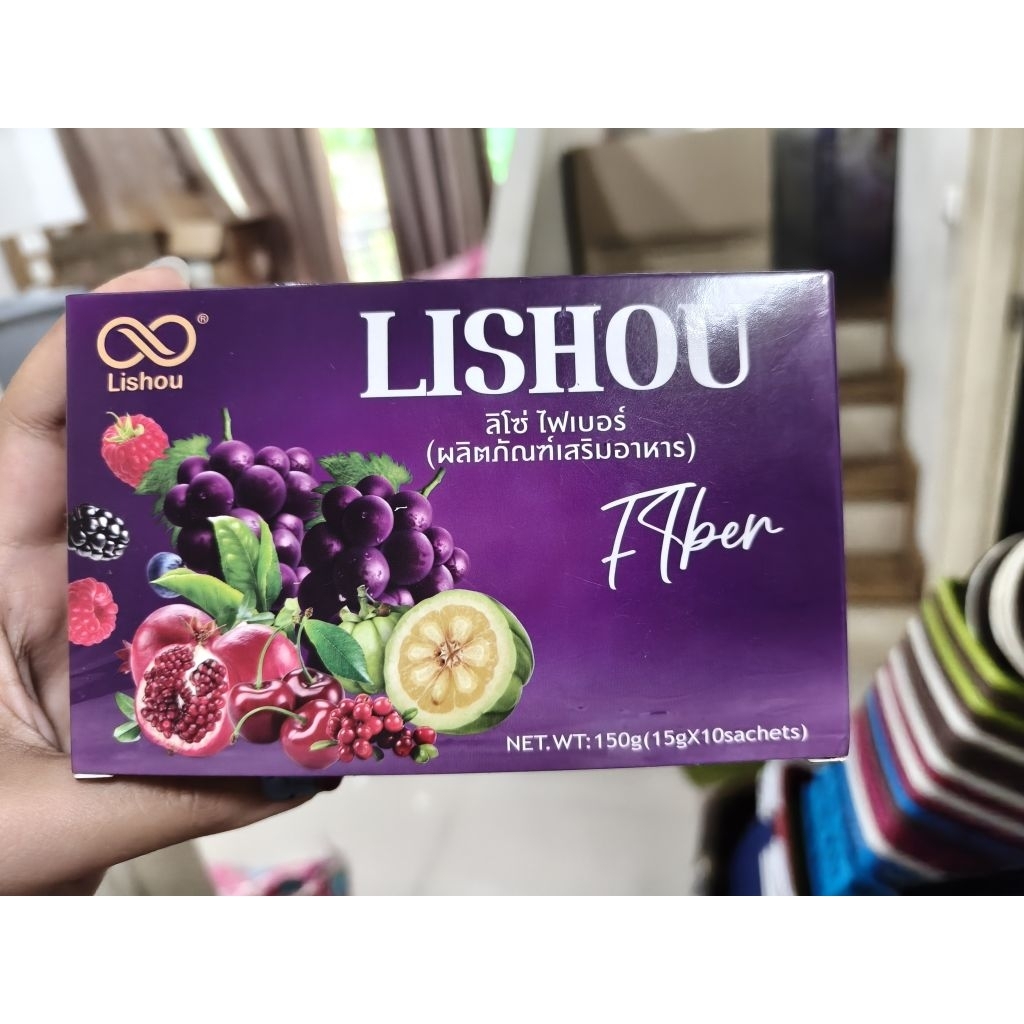 ®
Lishou
LISHOU
ลิโซ่ ไฟเบอร์
(ผลิตภัณฑ์เสริมอาหาร)
Fiber
NET.WT:150g(15gX10sachets)